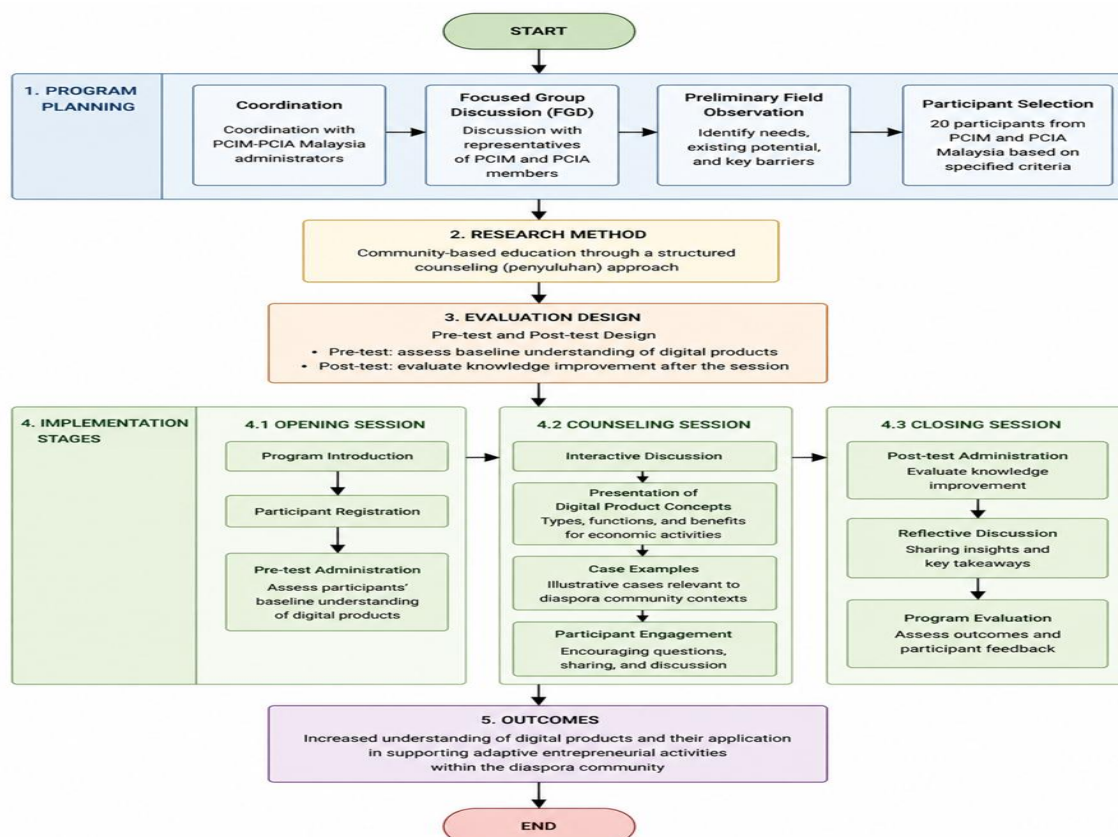 START
1. PROGRAM
PLANNING
Coordination
Coordination with
PCIM-PCIA Malaysia
administrators
Focused Group
Discussion (FGD)
Discussion with
representatives
of PCIM and PCIA
members
Preliminary Field
Observation
Identify needs,
existing potential,
and key barriers
Participant Selection
20 participants from
PCIM and PCIA
Malaysia based on
specified criteria
2. RESEARCH METHOD
Community-based education through a structured
counseling (penyuluhan) approach
3. EVALUATION DESIGN
Pre-test and Post-test Design
• Pre-test: assess baseline understanding of digital products
• Post-test: evaluate knowledge improvement after the session
4. IMPLEMENTATION
STAGES
4.1 OPENING SESSION
Program Introduction
Participant Registration
Pre-test Administration
Assess participants’
baseline understanding
of digital products
4.2 COUNSELING SESSION
Interactive Discussion
Presentation of
Digital Product Concepts
Types, functions, and benefits
for economic activities
Case Examples
Illustrative cases relevant to
diaspora community contexts
Participant Engagement
Encouraging questions,
sharing, and discussion
4.3 CLOSING SESSION
Post-test Administration
Evaluate knowledge
improvement
Reflective Discussion
Sharing insights and
key takeaways
Program Evaluation
Assess outcomes and
participant feedback
5. OUTCOMES
Increased understanding of digital products and their application
in supporting adaptive entrepreneurial activities
within the diaspora community
END